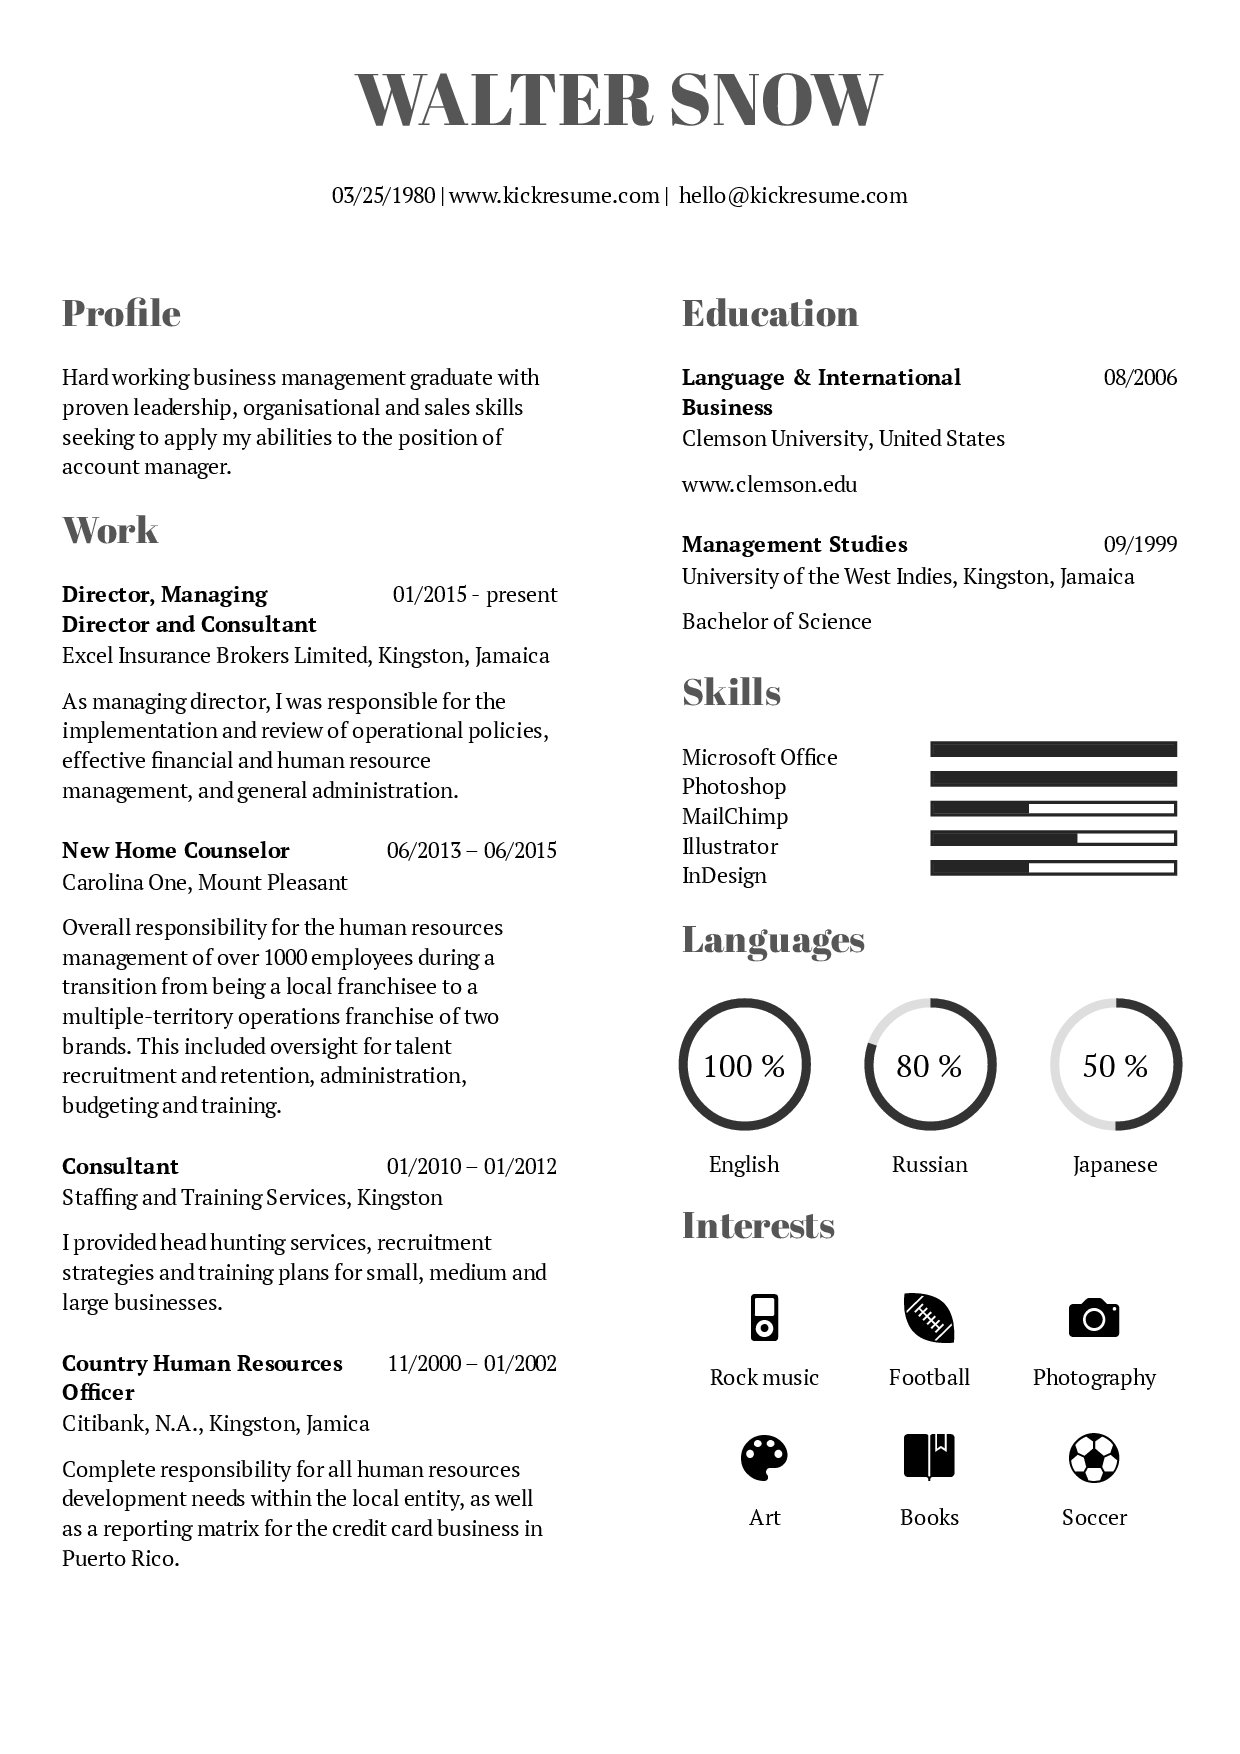 WALTER SNOW
03/25/1980 | www.kickresume.com | hello@kickresume.com
Profile
Hard working business management graduate with
proven leadership, organisational and sales skills
seeking to apply my abilities to the position of
account manager.
Work
Director, Managing 01/2015 - present
Director and Consultant
Excel Insurance Brokers Limited, Kingston, Jamaica
As managing director, I was responsible for the
implementation and review of operational policies,
effective financial and human resource
management, and general administration.
New Home Counselor 06/2013 – 06/2015
Carolina One, Mount Pleasant
Overall responsibility for the human resources
management of over 1000 employees during a
transition from being a local franchisee to a
multiple-territory operations franchise of two
brands. This included oversight for talent
recruitment and retention, administration,
budgeting and training.
Consultant 01/2010 – 01/2012
Staffing and Training Services, Kingston
I provided head hunting services, recruitment
strategies and training plans for small, medium and
large businesses.
Country Human Resources 11/2000 – 01/2002
Officer
Citibank, N.A., Kingston, Jamica
Complete responsibility for all human resources
development needs within the local entity, as well
as a reporting matrix for the credit card business in
Puerto Rico.
Education
Language & International 08/2006
Business
Clemson University, United States
www.clemson.edu
Management Studies 09/1999
University of the West Indies, Kingston, Jamaica
Bachelor of Science
Skills
Microsoft Office
Photoshop
MailChimp
Illustrator
InDesign
Languages
100 % 80 % 50 %
English Russian Japanese
Interests
Rock music Football Photography
Art Books Soccer